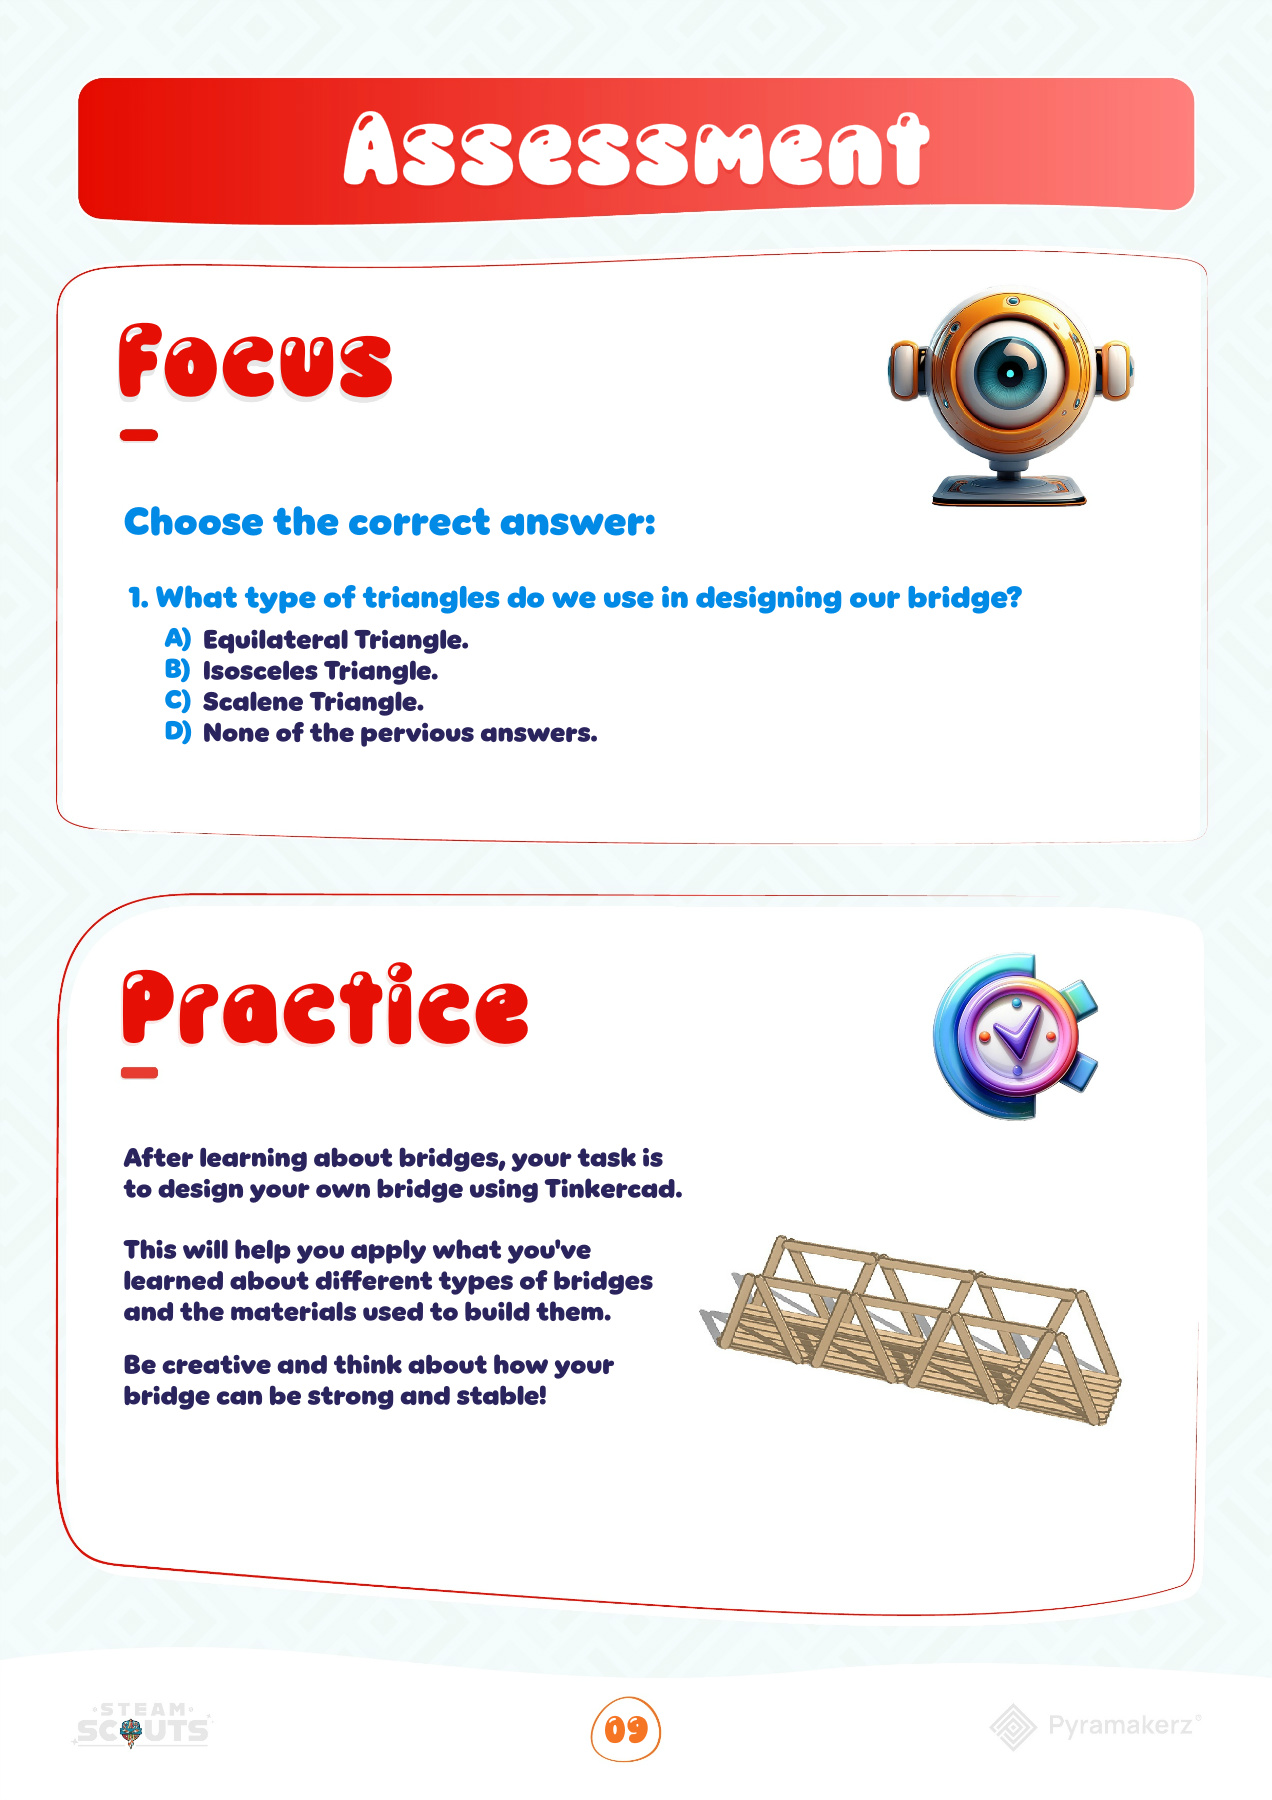 Assessment
Focus
Choose the correct answer:
1. What type of triangles do we use in designing our bridge?
A) Equilateral Triangle.
B) Isosceles Triangle.
C) Scalene Triangle.
D) None of the pervious answers.
Practice
After learning about bridges, your task is
to design your own bridge using Tinkercad.
This will help you apply what you've
learned about different types of bridges
and the materials used to build them.
Be creative and think about how your
bridge can be strong and stable!
STEAM
SCOUTS
09
Pyramakerz